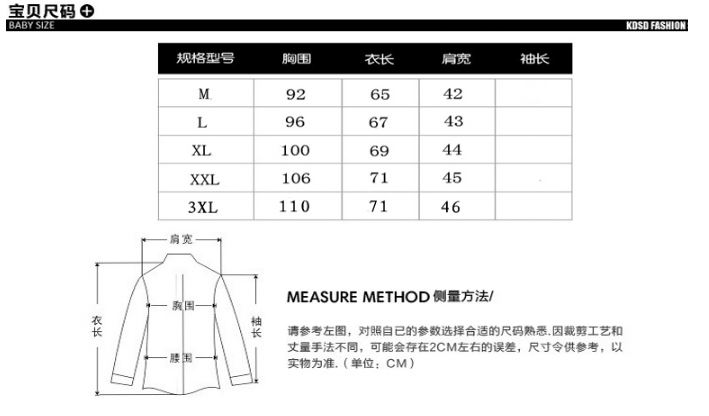 宝贝尺码
BABY SIZE KDSD FASHION
规格型号 胸围 衣长 肩宽 袖长
M 92 65 42
L 96 67 43
XL 100 69 44
XXL 106 71 45
3XL 110 71 46
肩宽
胸围
衣长
袖长
腰围
MEASURE METHOD 侧量方法/
请参考左图，对照自已的参数选择合适的尺码熟悉.因裁剪工艺和
丈量手法不同，可能会存在2CM左右的误差，尺寸令供参考，以
实物为准.（单位；CM）